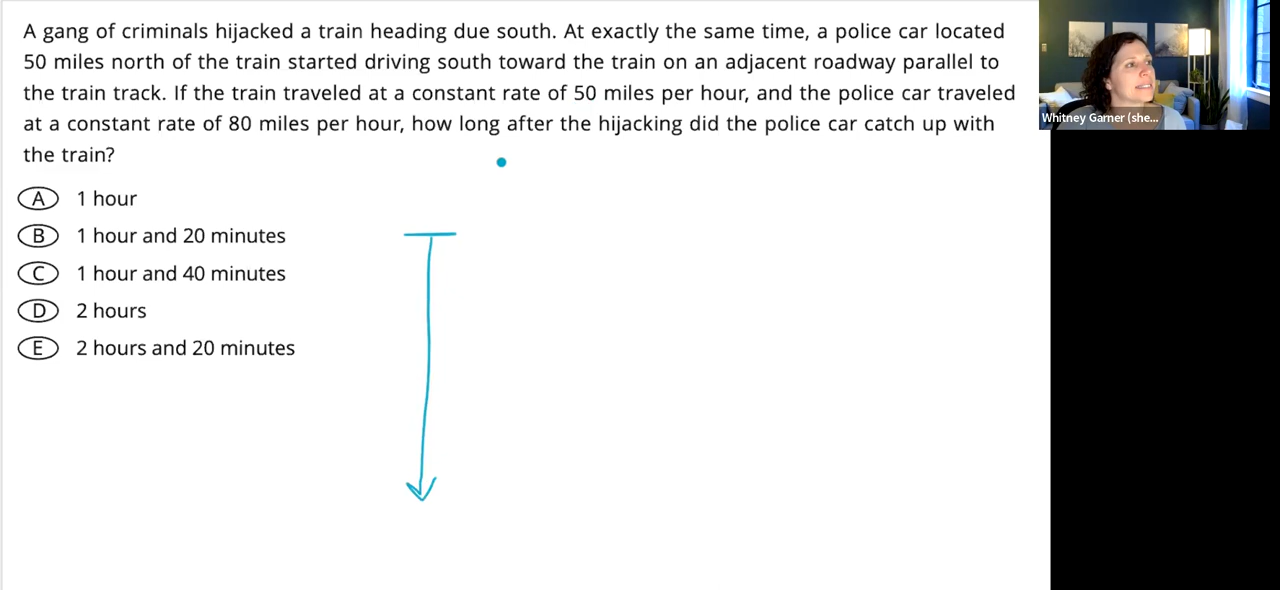 A gang of criminals hijacked a train heading due south. At exactly the same time, a police car located
50 miles north of the train started driving south toward the train on an adjacent roadway parallel to
the train track. If the train traveled at a constant rate of 50 miles per hour, and the police car traveled
at a constant rate of 80 miles per hour, how long after the hijacking did the police car catch up with
the train?
A 1 hour
B 1 hour and 20 minutes
C 1 hour and 40 minutes
D 2 hours
E 2 hours and 20 minutes
Whitney Garner (she...